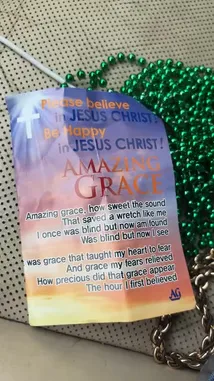 Please believe
in JESUS CHRIST!
Be Happy
in JESUS CHRIST!
AMAZING
GRACE
Amazing grace, how sweet the sound
That saved a wretch like me
I once was blind but now am found
Was blind but now I see
was grace that taught my heart to fear
And grace my fears relieved
How precious did that grace appear
The hour I first believed
AG